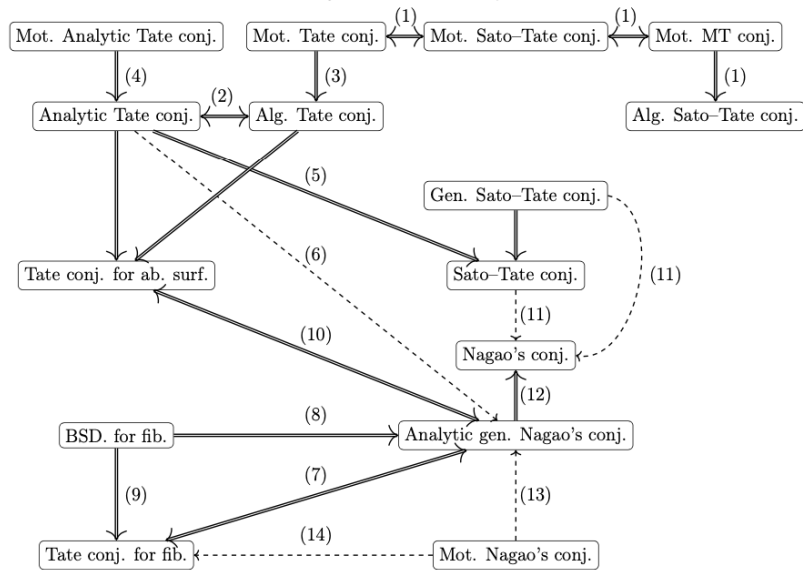 (1) (1)
Mot. Analytic Tate conj. Mot. Tate conj. Mot. Sato–Tate conj. Mot. MT conj.
(4) (3) (1)
(2)
Analytic Tate conj. Alg. Tate conj. Alg. Sato–Tate conj.
(5)
Gen. Sato–Tate conj.
(6)
Tate conj. for ab. surf. Sato–Tate conj. (11)
(11)
(10)
Nagao's conj.
(12)
(8)
BSD. for fib. Analytic gen. Nagao's conj.
(7)
(9) (13)
(14)
Tate conj. for fib. Mot. Nagao's conj.